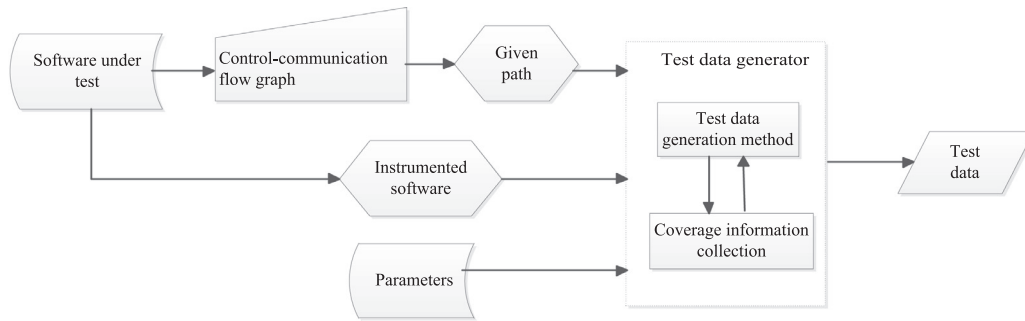 Software under
test
Control-communication
flow graph
Given
path
Test data generator
Test data
generation method
Coverage information
collection
Instrumented
software
Parameters
Test
data